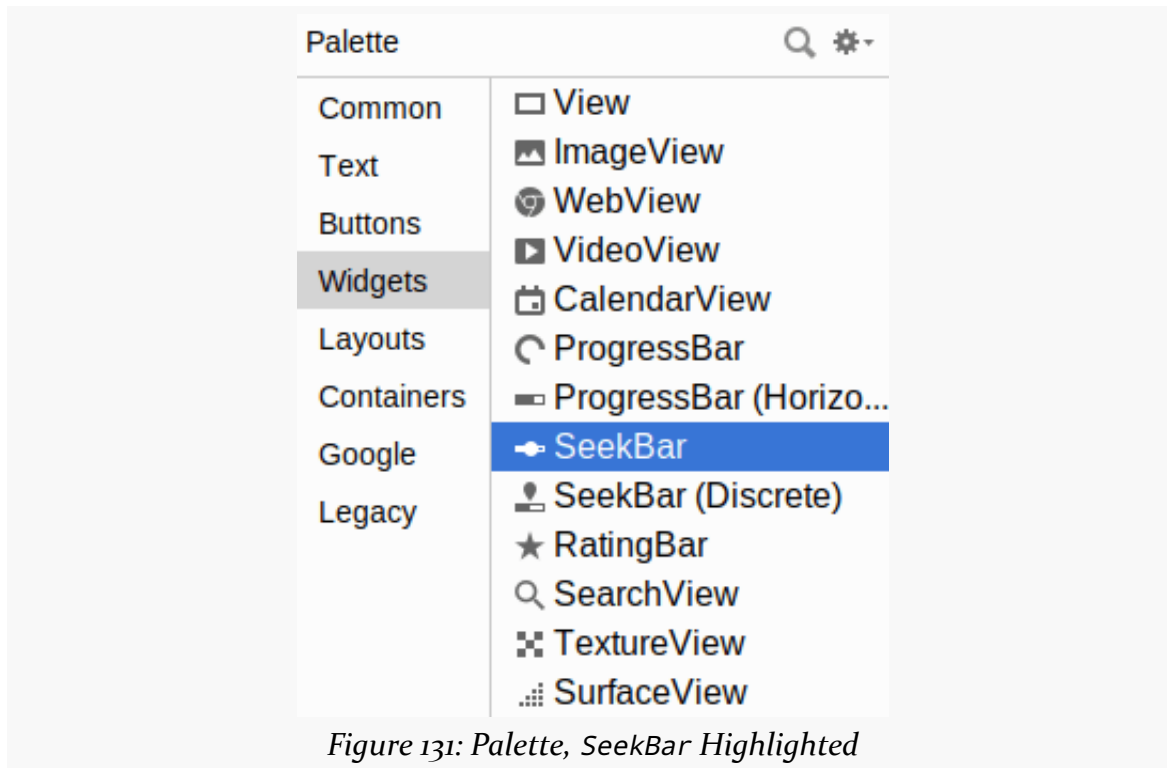 Palette
Common
Text
Buttons
Widgets
Layouts
Containers
Google
Legacy
View
ImageView
WebView
VideoView
CalendarView
ProgressBar
ProgressBar (Horizo...
SeekBar
SeekBar (Discrete)
RatingBar
SearchView
TextureView
SurfaceView
Figure 131: Palette, SeekBar Highlighted